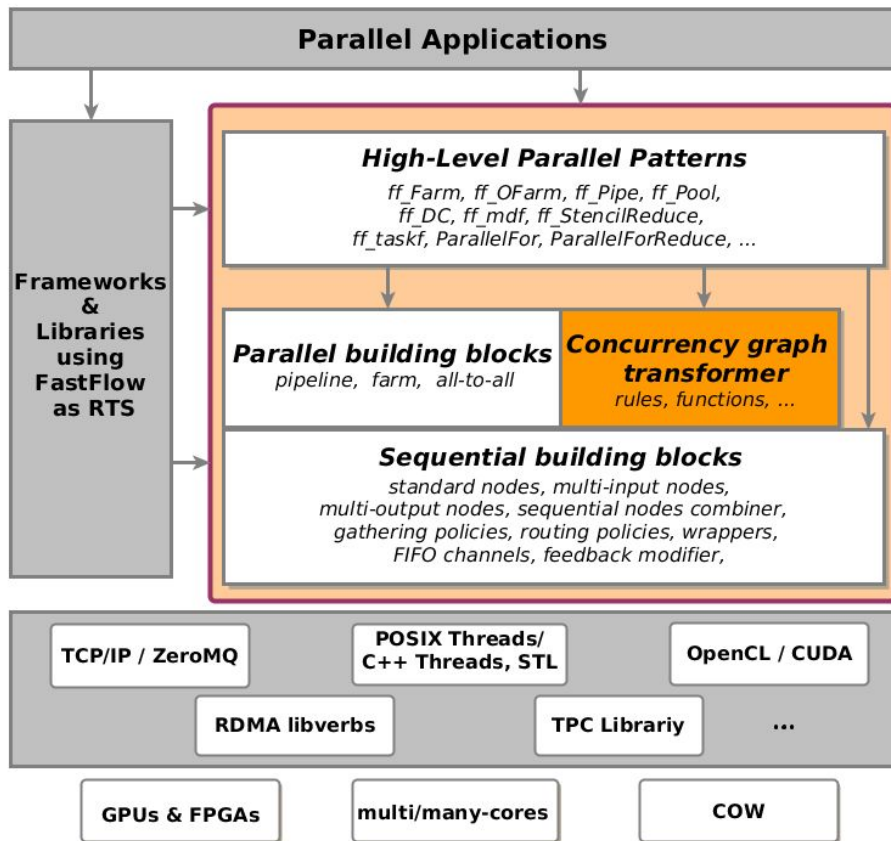 Parallel Applications
High-Level Parallel Patterns
ff_Farm, ff_OFarm, ff_Pipe, ff_Pool,
ff_DC, ff_mdf, ff_StencilReduce,
ff_taskf, ParallelFor, ParallelForReduce, ...
Frameworks
&
Libraries
using
FastFlow
as RTS
Parallel building blocks
pipeline, farm, all-to-all
Concurrency graph
transformer
rules, functions, ...
Sequential building blocks
standard nodes, multi-input nodes,
multi-output nodes, sequential nodes combiner,
gathering policies, routing policies, wrappers,
FIFO channels, feedback modifier,
TCP/IP / ZeroMQ
POSIX Threads/
C++ Threads, STL
OpenCL / CUDA
RDMA libverbs
TPC Librariy
...
GPUs & FPGAs
multi/many-cores
COW